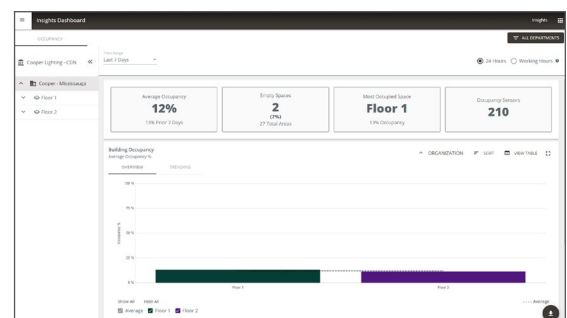 Insights Dashboard
Insights
OCCUPANCY
ALL DEPARTMENTS
Time Range
Last 7 Days
24 Hours
Working Hours
Cooper Lighting - CDN
Cooper - Mississauga
Floor 1
Floor 2
Average Occupancy
12%
13% Prior 7 Days
Empty Spaces
2
(7%)
27 Total Areas
Most Occupied Space
Floor 1
13% Occupancy
Occupancy Sensors
210
Building Occupancy
Average Occupancy %
ORGANIZATION
SORT
VIEW TABLE
OVERVIEW
TRENDING
Occupancy %
100 %
75 %
50 %
25 %
0 %
Floor 1
Floor 2
Show All
Hide All
Average
Average
Floor 1
Floor 2